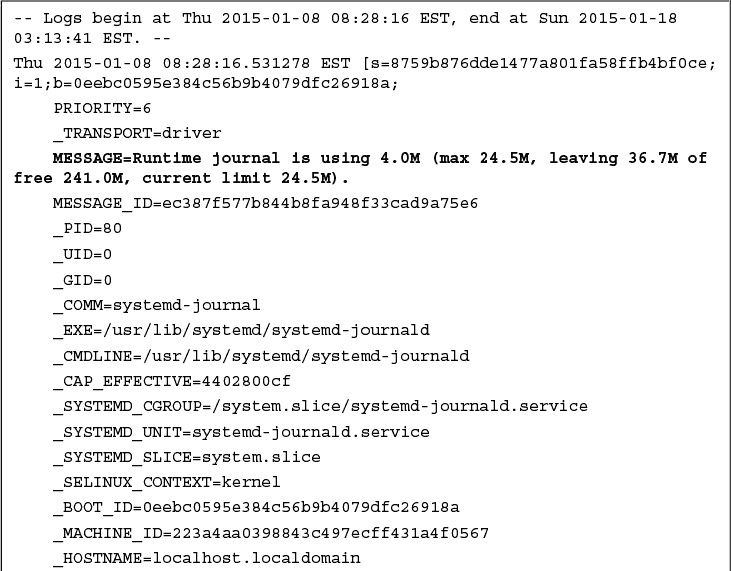 -- Logs begin at Thu 2015-01-08 08:28:16 EST, end at Sun 2015-01-18
03:13:41 EST. --
Thu 2015-01-08 08:28:16.531278 EST [s=8759b876dde1477a801fa58ffb4bf0ce;
i=1;b=0eebc0595e384c56b9b4079dfc26918a;
PRIORITY=6
_TRANSPORT=driver
MESSAGE=Runtime journal is using 4.0M (max 24.5M, leaving 36.7M of
free 241.0M, current limit 24.5M).
MESSAGE_ID=ec387f577b844b8fa948f33cad9a75e6
_PID=80
_UID=0
_GID=0
_COMM=systemd-journal
_EXE=/usr/lib/systemd/systemd-journald
_CMDLINE=/usr/lib/systemd/systemd-journald
_CAP_EFFECTIVE=4402800cf
_SYSTEMD_CGROUP=/system.slice/systemd-journald.service
_SYSTEMD_UNIT=systemd-journald.service
_SYSTEMD_SLICE=system.slice
_SELINUX_CONTEXT=kernel
_BOOT_ID=0eebc0595e384c56b9b4079dfc26918a
_MACHINE_ID=223a4aa0398843c497ecff431a4f0567
_HOSTNAME=localhost.localdomain